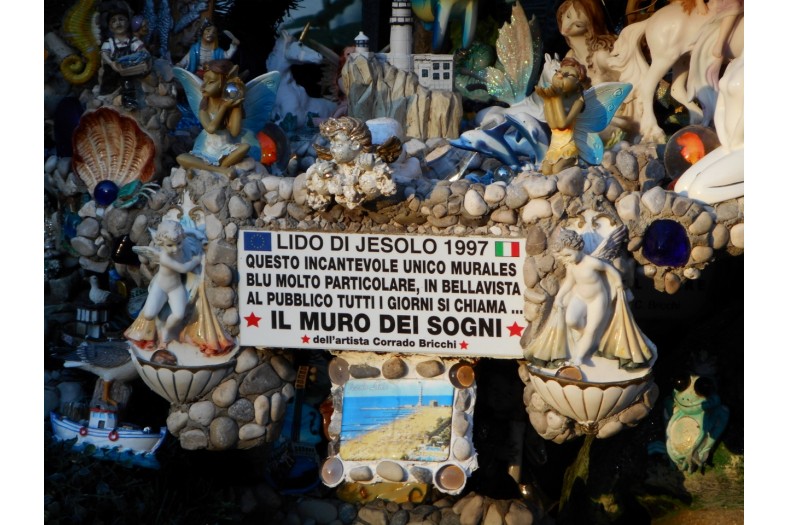 LIDO DI JESOLO 1997
QUESTO INCANTEVOLE UNICO MURALES
BLU MOLTO PARTICOLARE, IN BELLAVISTA
AL PUBBLICO TUTTI I GIORNI SI CHIAMA ...
IL MURO DEI SOGNI
dell'artista Corrado Bricchi